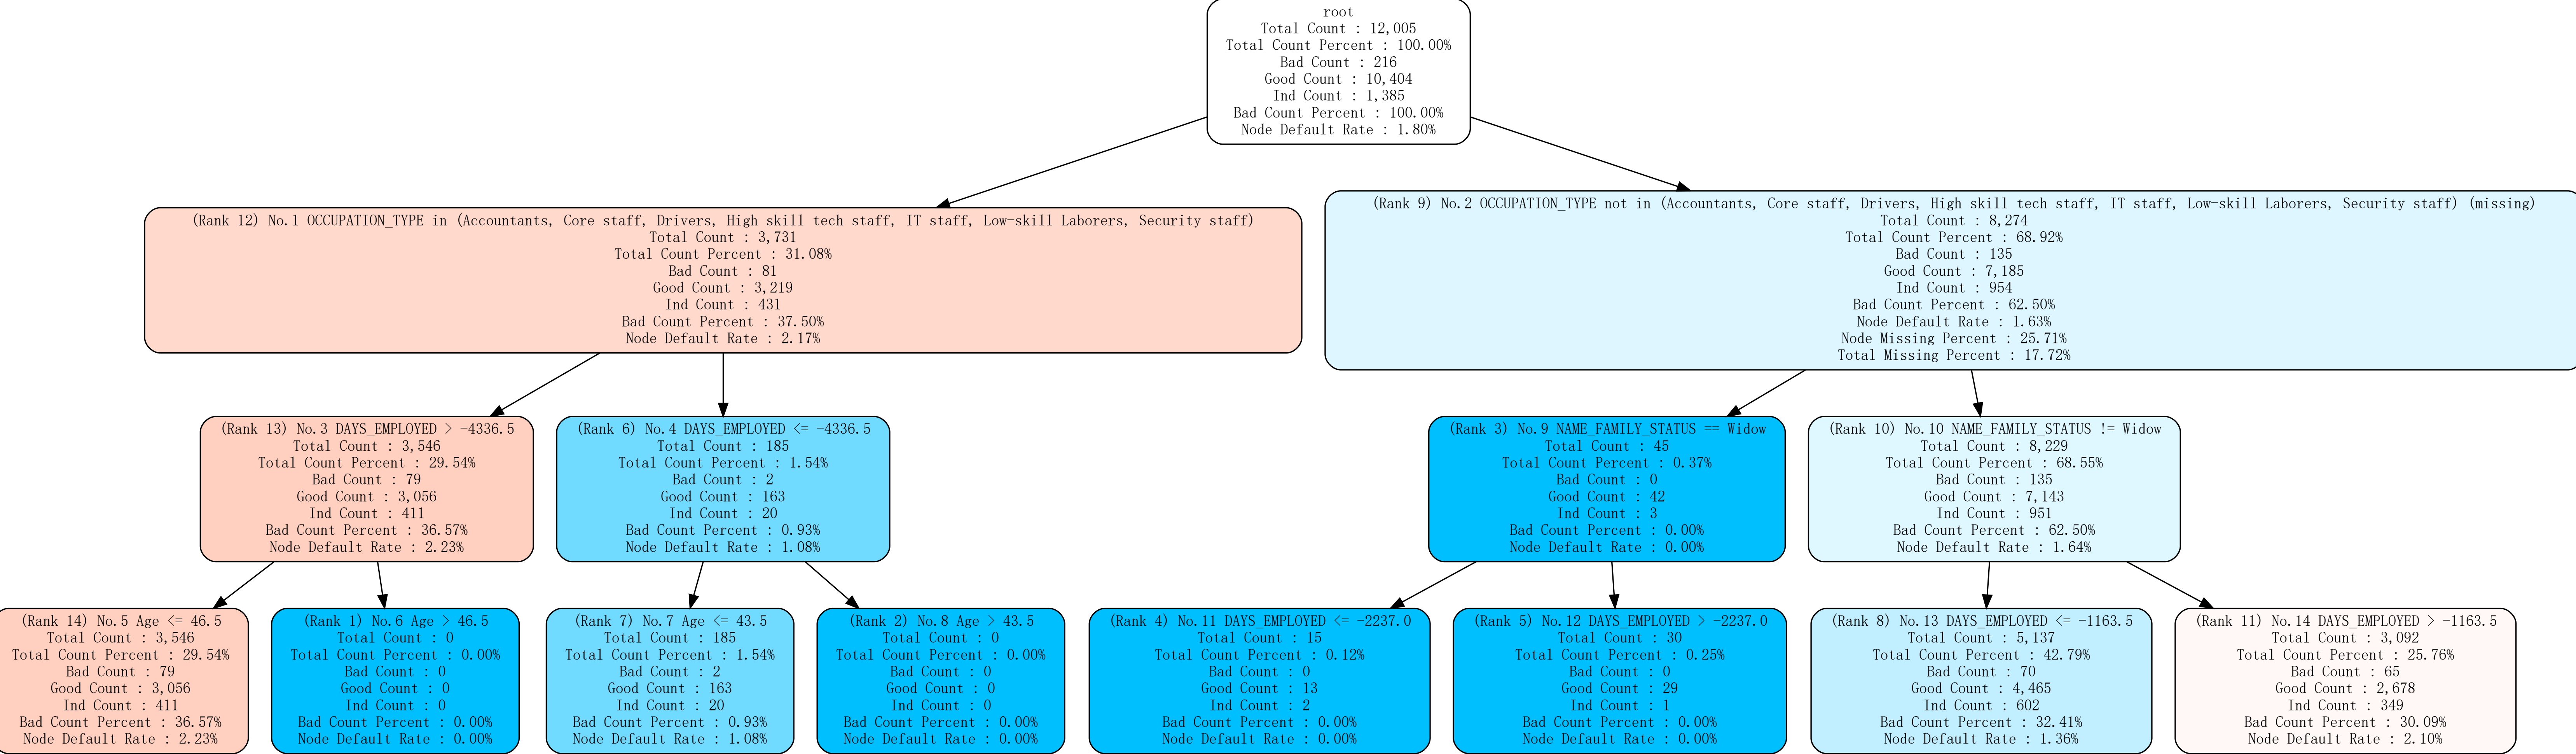 root
Total Count : 12,005
Total Count Percent : 100.00%
Bad Count : 216
Good Count : 10,404
Ind Count : 1,385
Bad Count Percent : 100.00%
Node Default Rate : 1.80%
(Rank 12) No.1 OCCUPATION_TYPE in (Accountants, Core staff, Drivers, High skill tech staff, IT staff, Low-skill Laborers, Security staff)
Total Count : 3,731
Total Count Percent : 31.08%
Bad Count : 81
Good Count : 3,219
Ind Count : 431
Bad Count Percent : 37.50%
Node Default Rate : 2.17%
(Rank 9) No.2 OCCUPATION_TYPE not in (Accountants, Core staff, Drivers, High skill tech staff, IT staff, Low-skill Laborers, Security staff) (missing)
Total Count : 8,274
Total Count Percent : 68.92%
Bad Count : 135
Good Count : 7,185
Ind Count : 954
Bad Count Percent : 62.50%
Node Default Rate : 1.63%
Node Missing Percent : 25.71%
Total Missing Percent : 17.72%
(Rank 13) No.3 DAYS_EMPLOYED > -4336.5
Total Count : 3,546
Total Count Percent : 29.54%
Bad Count : 79
Good Count : 3,056
Ind Count : 411
Bad Count Percent : 36.57%
Node Default Rate : 2.23%
(Rank 6) No.4 DAYS_EMPLOYED <= -4336.5
Total Count : 185
Total Count Percent : 1.54%
Bad Count : 2
Good Count : 163
Ind Count : 20
Bad Count Percent : 0.93%
Node Default Rate : 1.08%
(Rank 3) No.9 NAME_FAMILY_STATUS == Widow
Total Count : 45
Total Count Percent : 0.37%
Bad Count : 0
Good Count : 42
Ind Count : 3
Bad Count Percent : 0.00%
Node Default Rate : 0.00%
(Rank 10) No.10 NAME_FAMILY_STATUS != Widow
Total Count : 8,229
Total Count Percent : 68.55%
Bad Count : 135
Good Count : 7,143
Ind Count : 951
Bad Count Percent : 62.50%
Node Default Rate : 1.64%
(Rank 14) No.5 Age <= 46.5
Total Count : 3,546
Total Count Percent : 29.54%
Bad Count : 79
Good Count : 3,056
Ind Count : 411
Bad Count Percent : 36.57%
Node Default Rate : 2.23%
(Rank 1) No.6 Age > 46.5
Total Count : 0
Total Count Percent : 0.00%
Bad Count : 0
Good Count : 0
Ind Count : 0
Bad Count Percent : 0.00%
Node Default Rate : 0.00%
(Rank 7) No.7 Age <= 43.5
Total Count : 185
Total Count Percent : 1.54%
Bad Count : 2
Good Count : 163
Ind Count : 20
Bad Count Percent : 0.93%
Node Default Rate : 1.08%
(Rank 2) No.8 Age > 43.5
Total Count : 0
Total Count Percent : 0.00%
Bad Count : 0
Good Count : 0
Ind Count : 0
Bad Count Percent : 0.00%
Node Default Rate : 0.00%
(Rank 4) No.11 DAYS_EMPLOYED <= -2237.0
Total Count : 15
Total Count Percent : 0.12%
Bad Count : 0
Good Count : 13
Ind Count : 2
Bad Count Percent : 0.00%
Node Default Rate : 0.00%
(Rank 5) No.12 DAYS_EMPLOYED > -2237.0
Total Count : 30
Total Count Percent : 0.25%
Bad Count : 0
Good Count : 29
Ind Count : 1
Bad Count Percent : 0.00%
Node Default Rate : 0.00%
(Rank 8) No.13 DAYS_EMPLOYED <= -1163.5
Total Count : 5,137
Total Count Percent : 42.79%
Bad Count : 70
Good Count : 4,465
Ind Count : 602
Bad Count Percent : 32.41%
Node Default Rate : 1.36%
(Rank 11) No.14 DAYS_EMPLOYED > -1163.5
Total Count : 3,092
Total Count Percent : 25.76%
Bad Count : 65
Good Count : 2,678
Ind Count : 349
Bad Count Percent : 30.09%
Node Default Rate : 2.10%